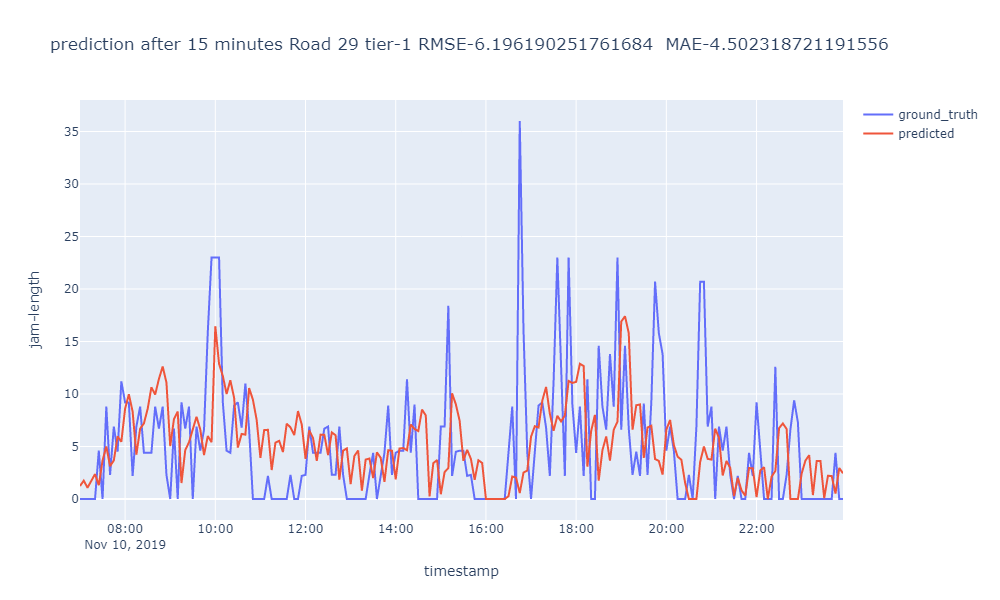 prediction after 15 minutes Road 29 tier-1 RMSE-6.196190251761684  MAE-4.502318721191556
ground_truth
predicted
35
30
25
20
15
10
5
0
jam-length
08:00 10:00 12:00 14:00 16:00 18:00 20:00 22:00
Nov 10, 2019
timestamp